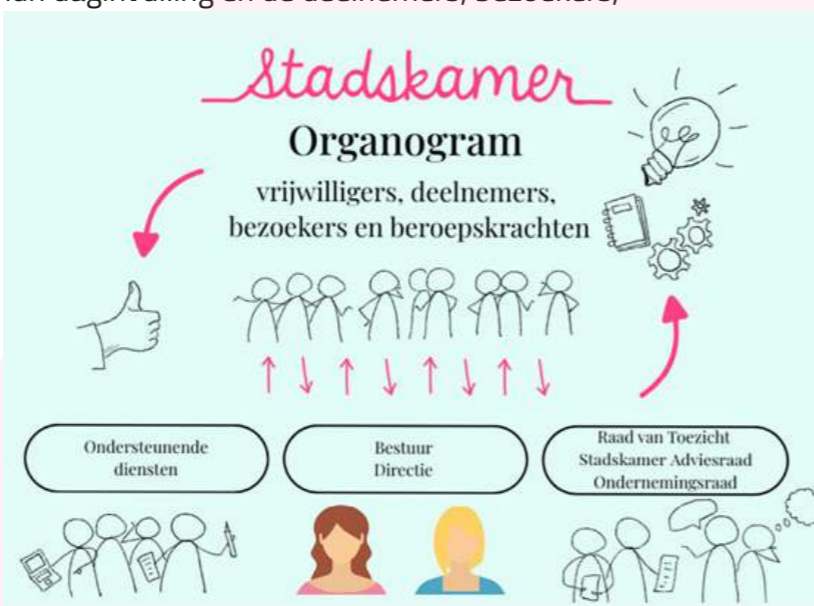 Stadskamer
Organogram
vrijwilligers, deelnemers,
bezoekers en beroepskrachten
Ondersteunende
diensten
Bestuur
Directie
Raad van Toezicht
Stadskamer Adviesraad
Ondernemingsraad